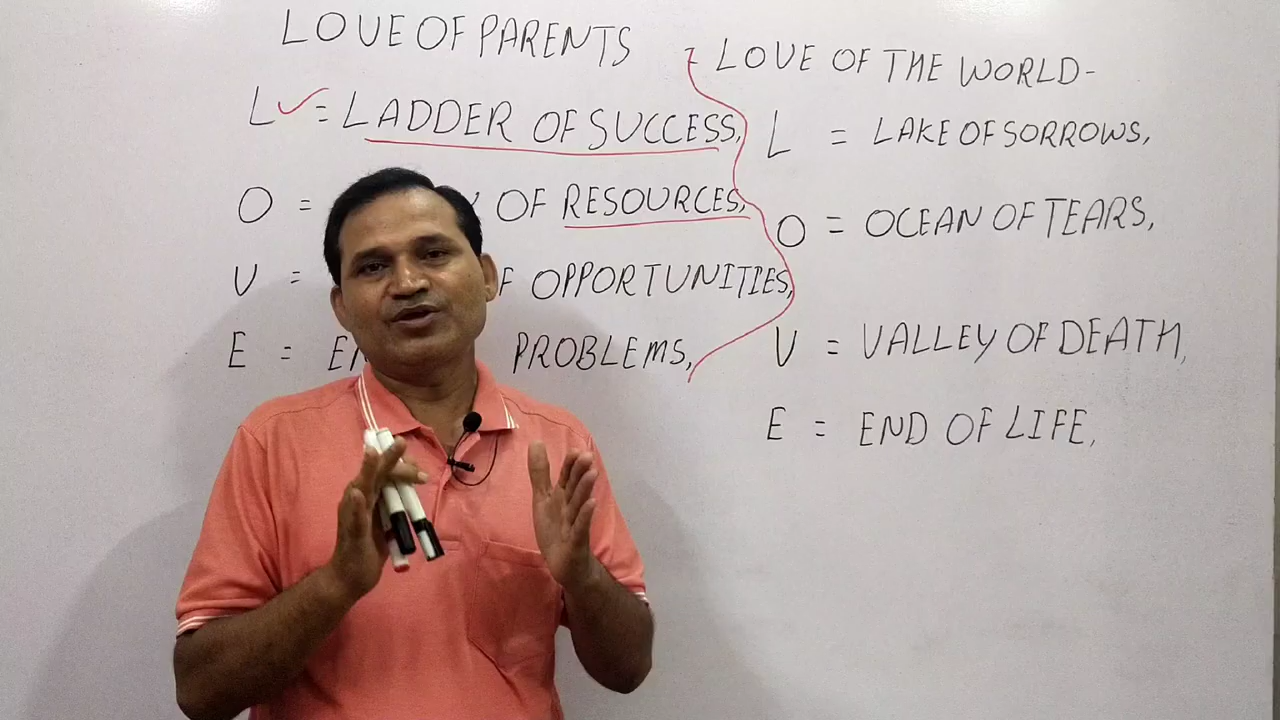 LOVE OF PARENTS
L = LADDER OF SUCCESS,
O = OF RESOURCES,
V = OPPORTUNITIES,
E = PROBLEMS,
LOVE OF THE WORLD-
L = LAKE OF SORROWS,
O = OCEAN OF TEARS,
V = VALLEY OF DEATH,
E = END OF LIFE,